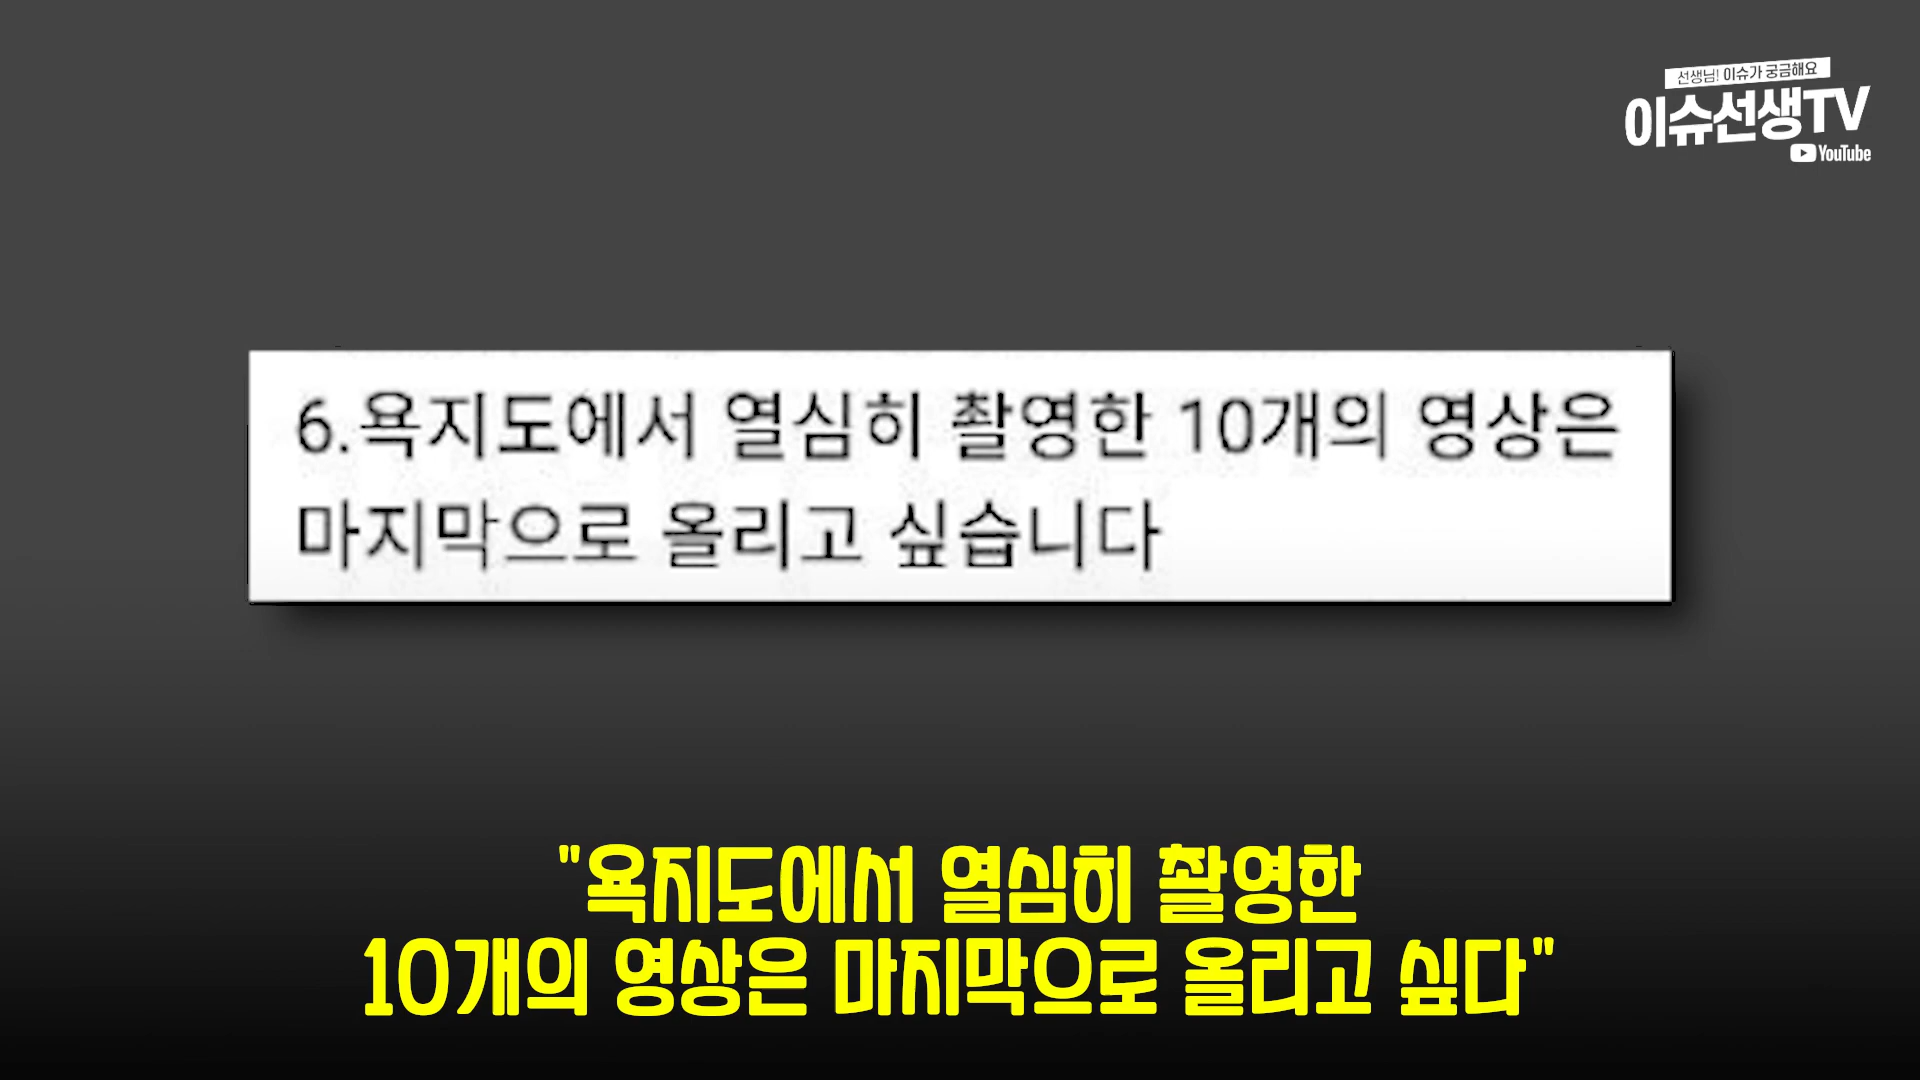 선생님! 이슈가 궁금해요
이슈선생TV
YouTube
6.욕지도에서 열심히 촬영한 10개의 영상은
마지막으로 올리고 싶습니다
"욕지도에서 열심히 촬영한
10개의 영상은 마지막으로 올리고 싶다"